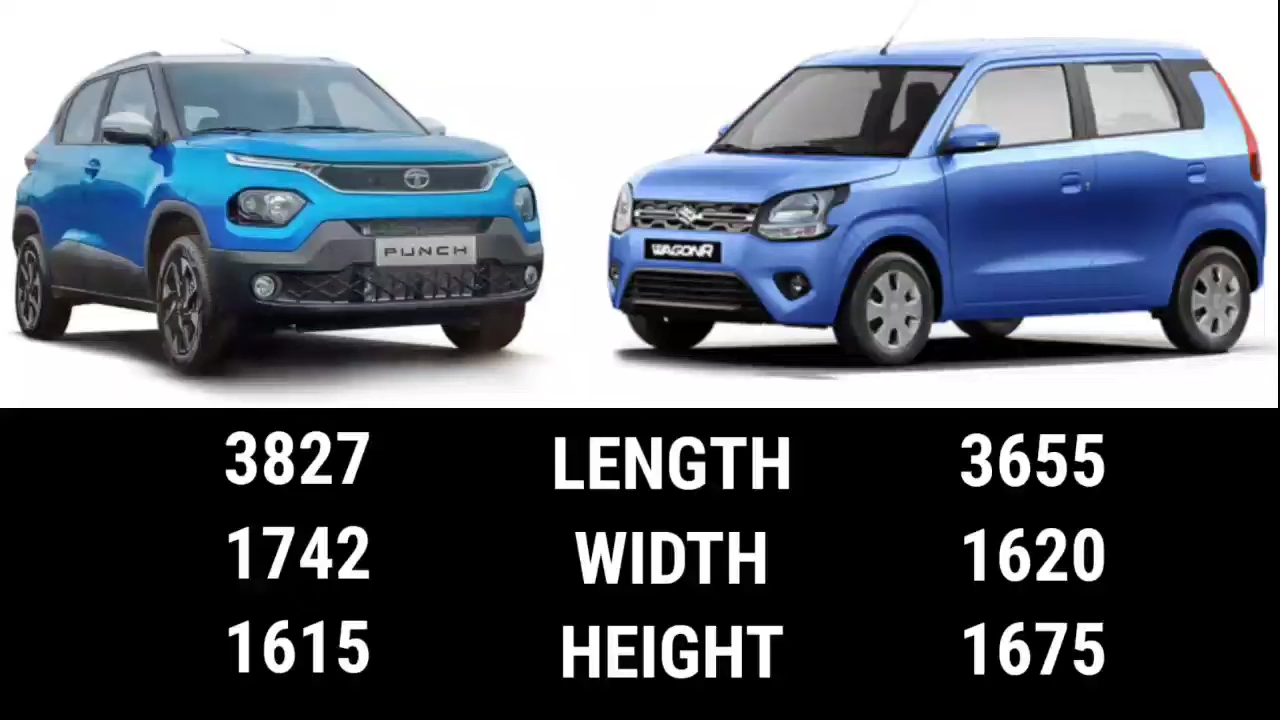 PUNCH
WAGONR
3827 LENGTH 3655
1742 WIDTH 1620
1615 HEIGHT 1675